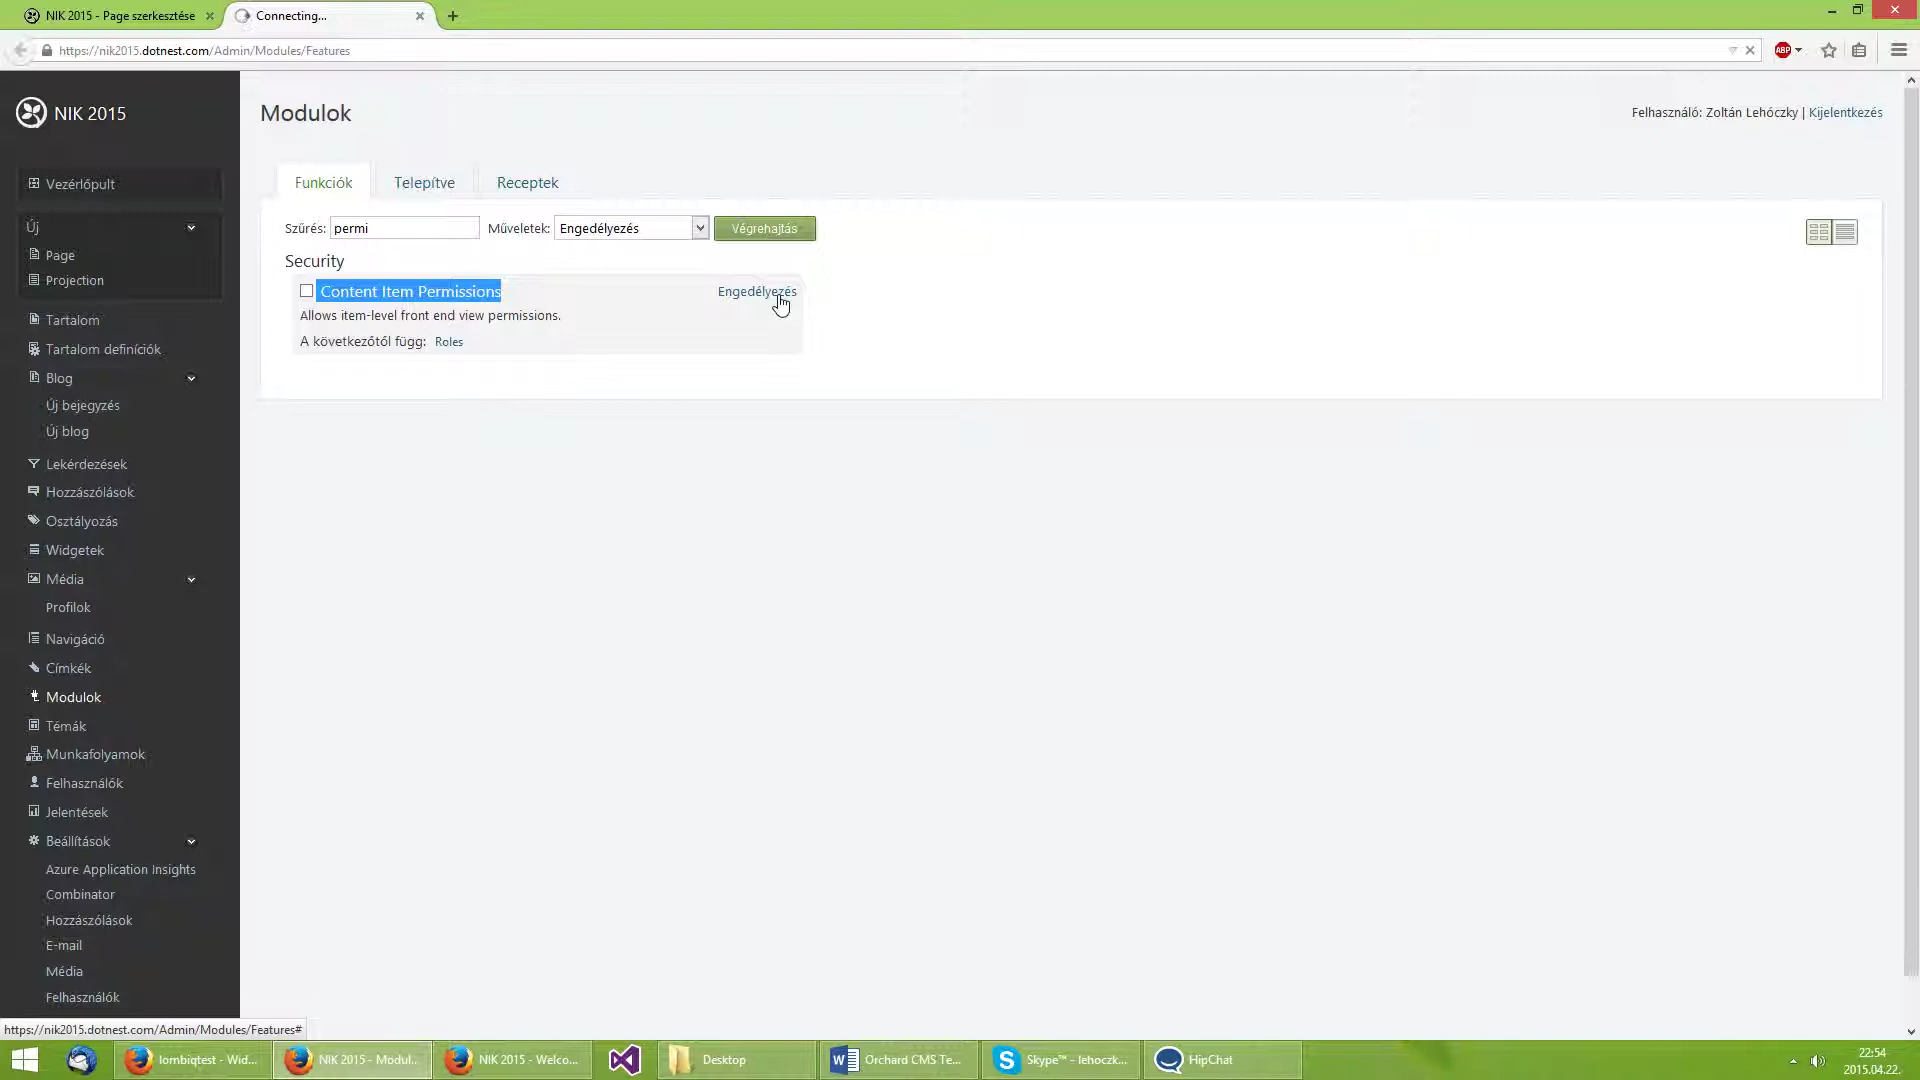 NIK 2015 - Page szerkesztése
Connecting...
https://nik2015.dotnest.com/Admin/Modules/Features
ABP
NIK 2015
Modulok
Felhasználó: Zoltán Lehóczky | Kijelentkezés
Vezérlőpult
Új
Page
Projection
Tartalom
Tartalom definíciók
Blog
Új bejegyzés
Új blog
Lekérdezések
Hozzászólások
Osztályozás
Widgetek
Média
Profilok
Navigáció
Címkék
Modulok
Témák
Munkafolyamok
Felhasználók
Jelentések
Beállítások
Azure Application Insights
Combinator
Hozzászólások
E-mail
Média
Felhasználók
Funkciók Telepítve Receptek
Szűrés: permi Műveletek: Engedélyezés Végrehajtás
Security
Content Item Permissions Engedélyezés
Allows item-level front end view permissions.
A következőtől függ: Roles
https://nik2015.dotnest.com/Admin/Modules/Features#
lombiqtest - Wid...
NIK 2015 - Modul...
NIK 2015 - Welco...
Desktop
Orchard CMS Te...
Skype™ - lehoczk...
HipChat
22:54
2015.04.22.